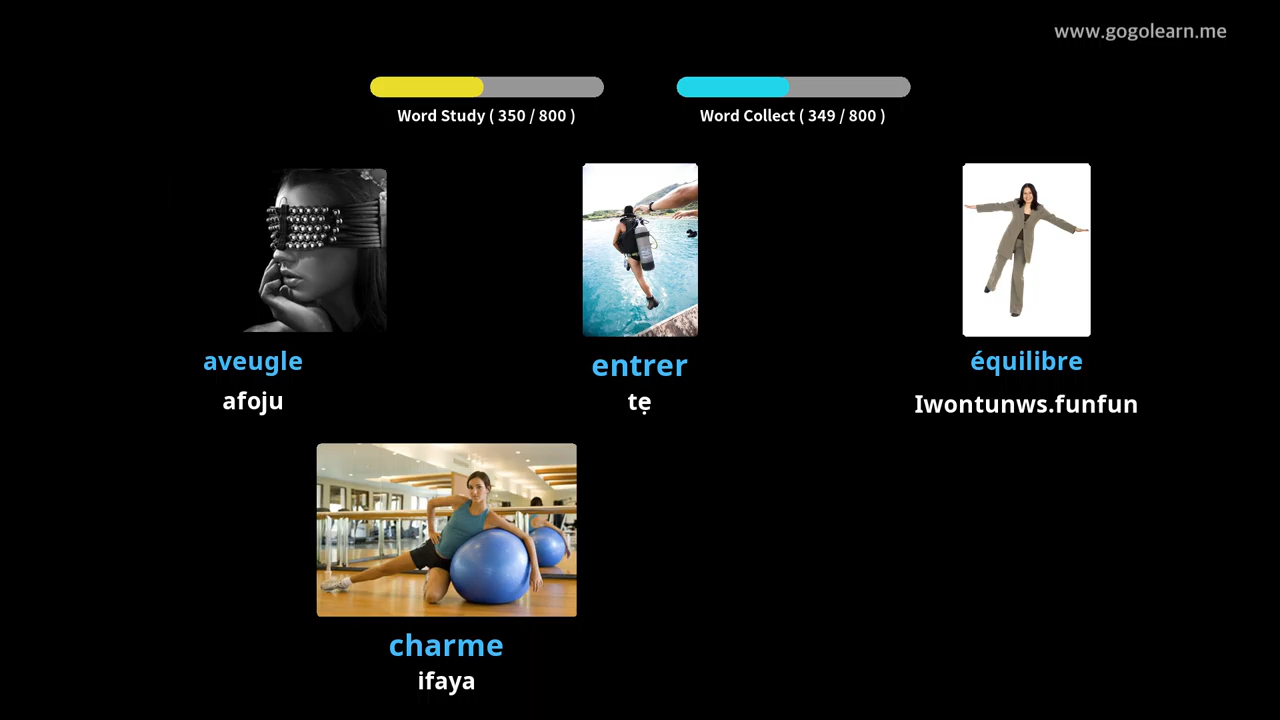 www.gogolearn.me
Word Study ( 350 / 800 )
Word Collect ( 349 / 800 )
aveugle
afoju
entrer
tẹ
équilibre
Iwontunws.funfun
charme
ifaya